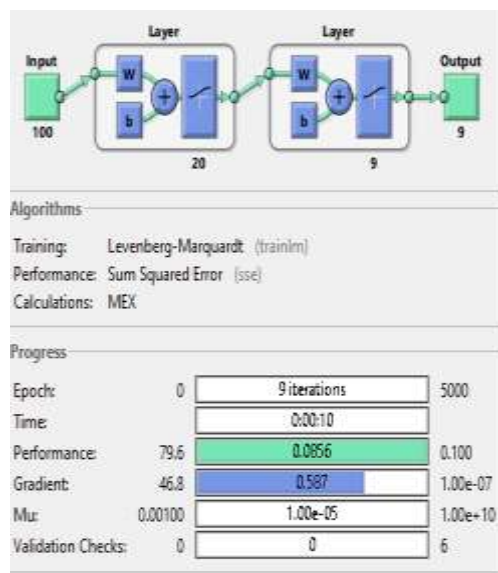 Layer Layer
Input Output
W W
b b
100 9
20 9
Algorithms
Training: Levenberg-Marquardt (trainlm)
Performance: Sum Squared Error (sse)
Calculations: MEX
Progress
Epoch: 0 9 iterations 5000
Time: 0:00:10
Performance: 79.6 0.0856 0.100
Gradient: 46.8 0.587 1.00e-07
Mu: 0.00100 1.00e-05 1.00e+10
Validation Checks: 0 0 6